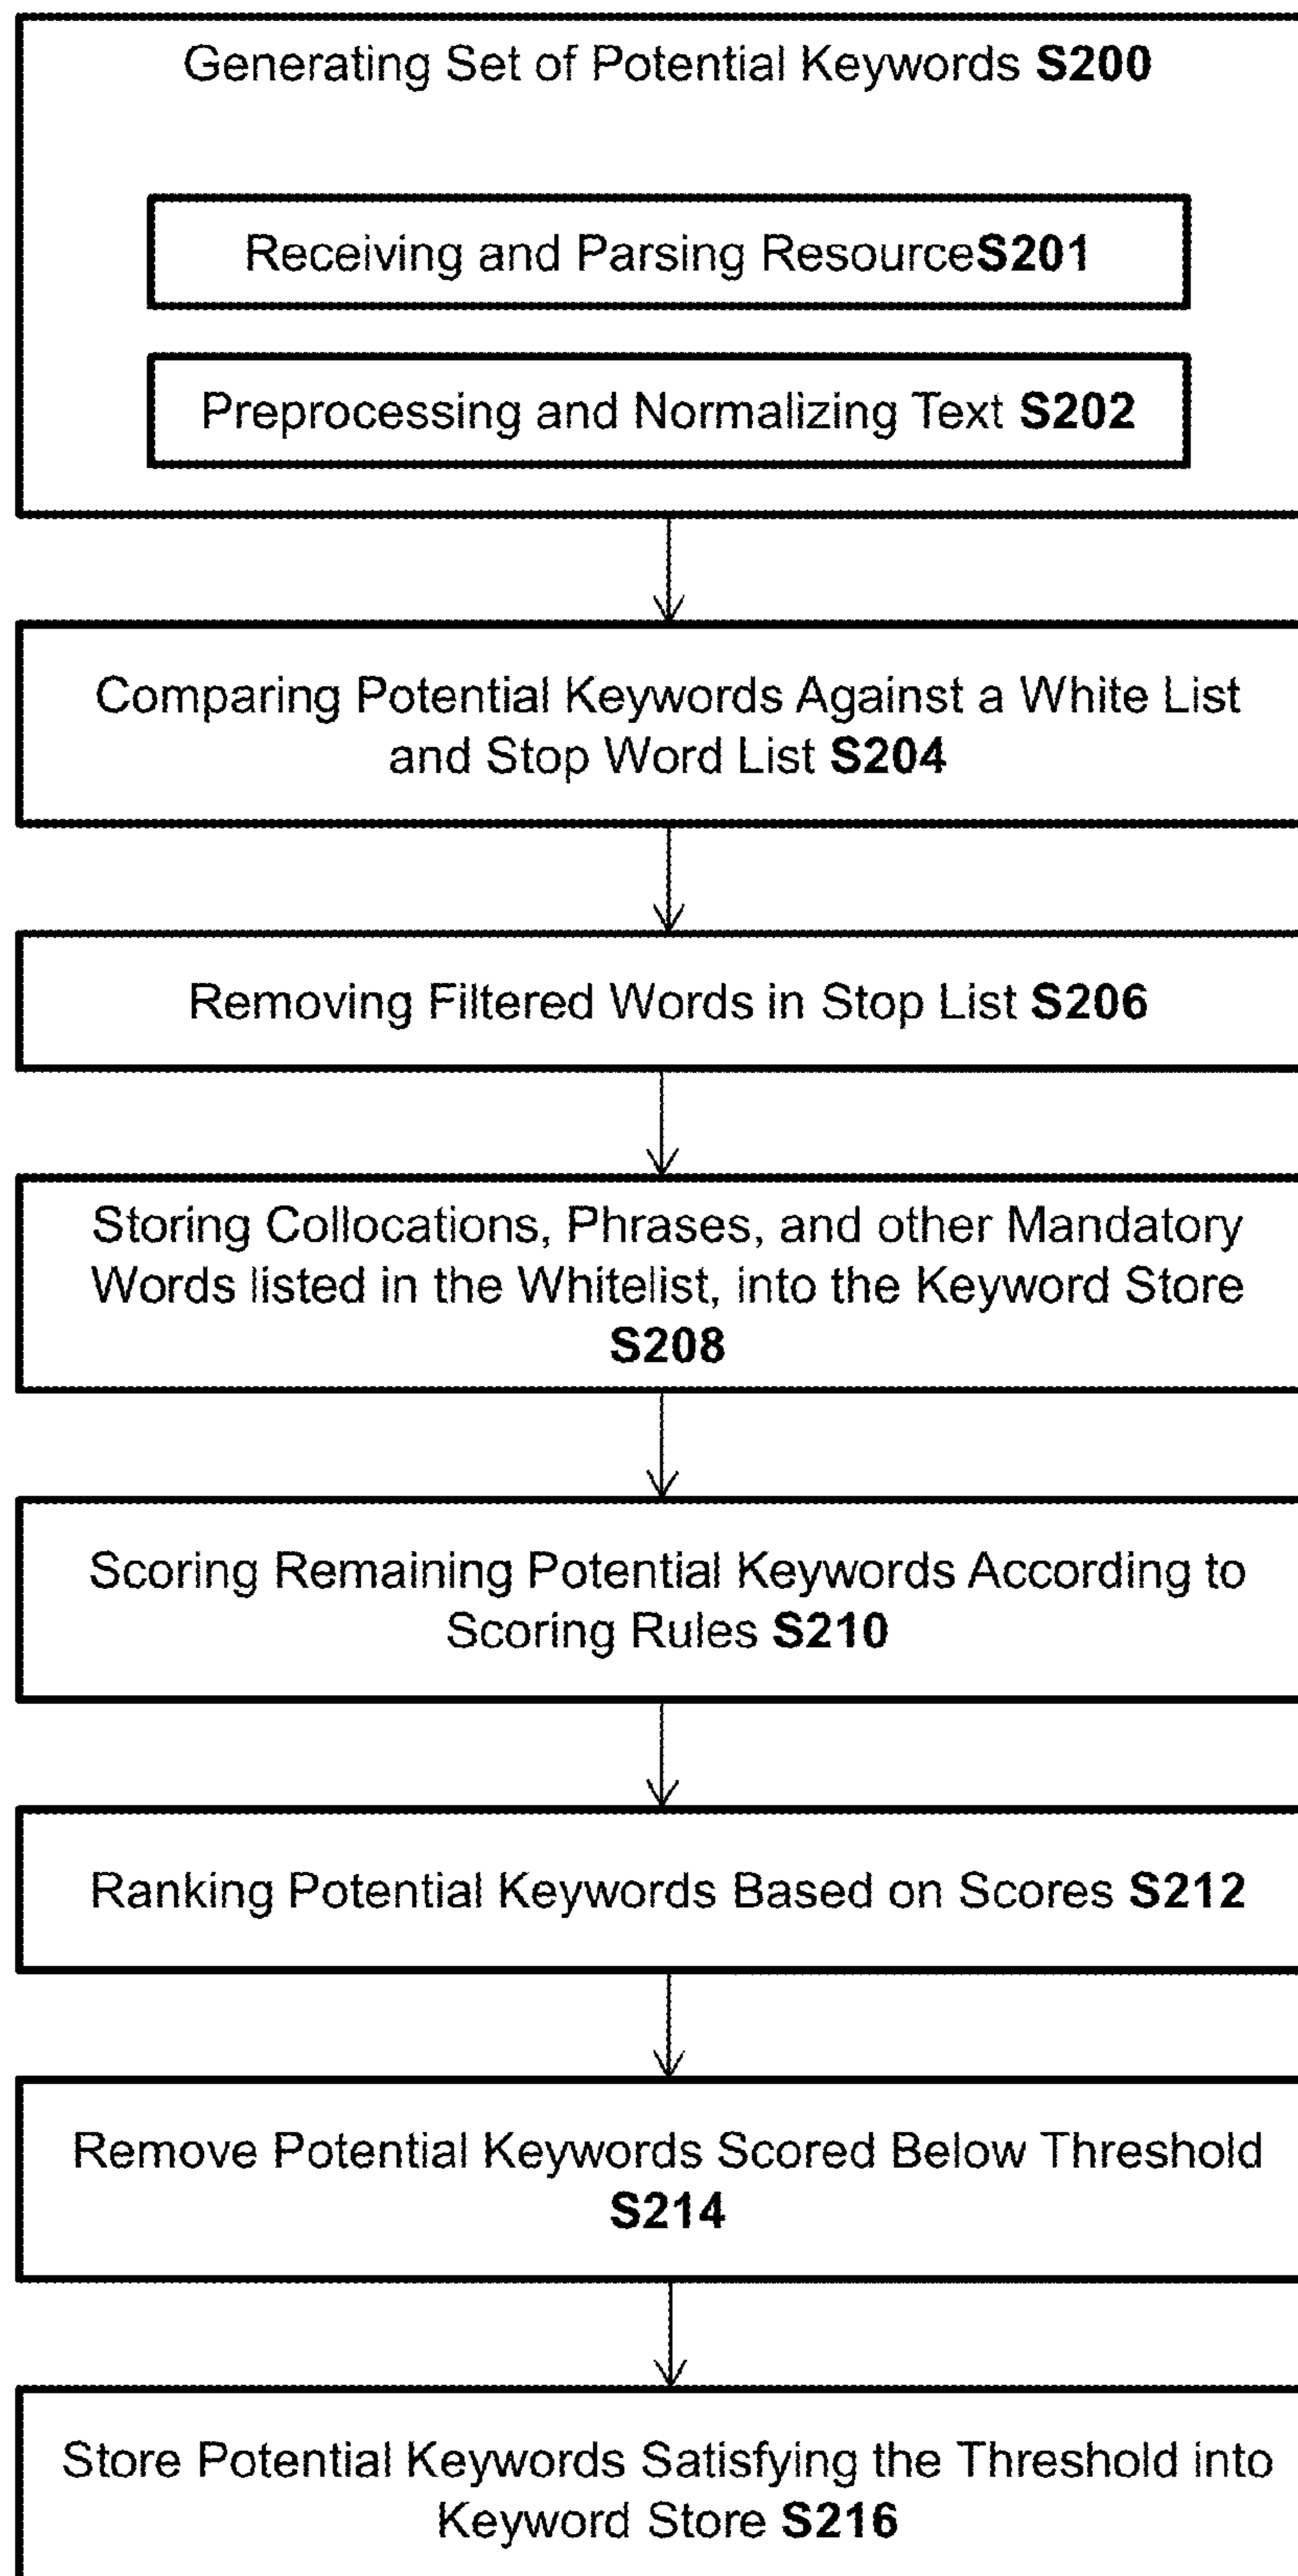 Generating Set of Potential Keywords S200
Receiving and Parsing ResourceS201
Preprocessing and Normalizing Text S202
Comparing Potential Keywords Against a White List
and Stop Word List S204
Removing Filtered Words in Stop List S206
Storing Collocations, Phrases, and other Mandatory
Words listed in the Whitelist, into the Keyword Store
S208
Scoring Remaining Potential Keywords According to
Scoring Rules S210
Ranking Potential Keywords Based on Scores S212
Remove Potential Keywords Scored Below Threshold
S214
Store Potential Keywords Satisfying the Threshold into
Keyword Store S216